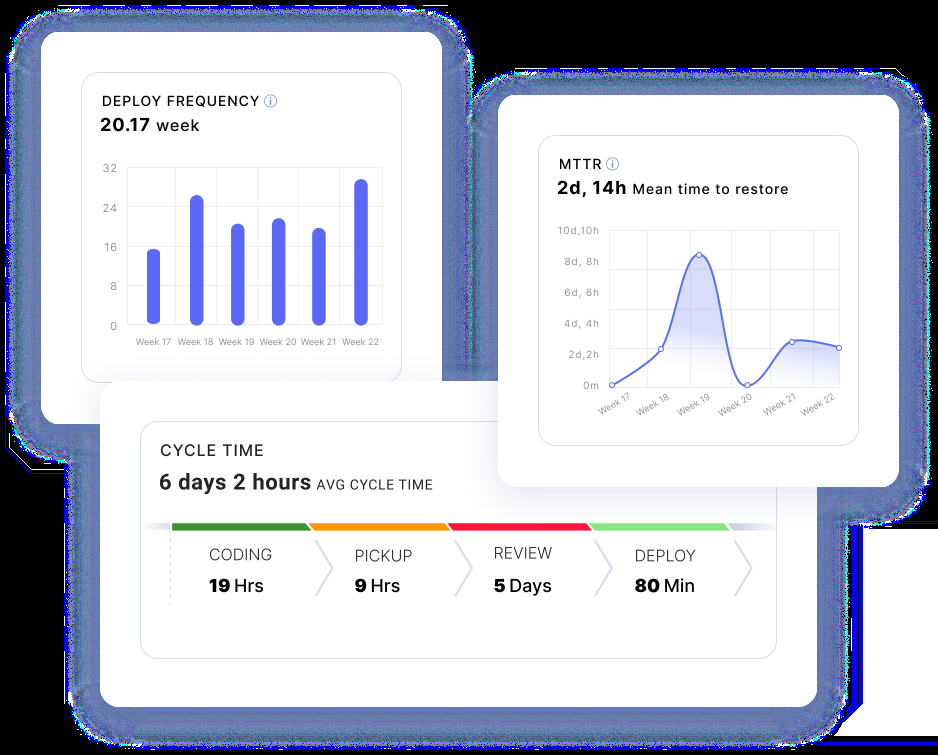 DEPLOY FREQUENCY
20.17 week
32
24
16
8
0
Week 17 Week 18 Week 19 Week 20 Week 21 Week 22
MTTR
2d, 14h Mean time to restore
10d,10h
8d, 8h
6d, 6h
4d, 4h
2d,2h
0m
Week 17 Week 18 Week 19 Week 20 Week 21 Week 22
CYCLE TIME
6 days 2 hours AVG CYCLE TIME
CODING PICKUP REVIEW DEPLOY
19 Hrs 9 Hrs 5 Days 80 Min